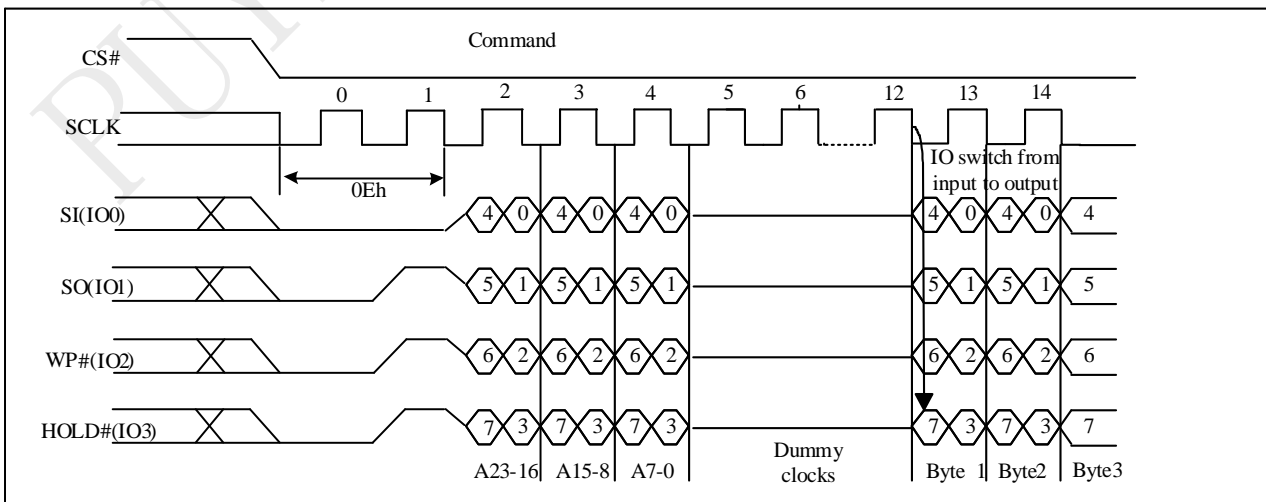 PUY
Command
CS#
0 1 2 3 4 5 6 12 13 14
SCLK
IO switch from
input to output
0Eh
SI(IO0) 4 0 4 0 4 0 4 0 4 0 4
SO(IO1) 5 1 5 1 5 1 5 1 5 1 5
WP#(IO2) 6 2 6 2 6 2 6 2 6 2 6
HOLD#(IO3) 7 3 7 3 7 3 7 3 7 3 7
A23-16 A15-8 A7-0 Dummy
clocks Byte 1 Byte2 Byte3